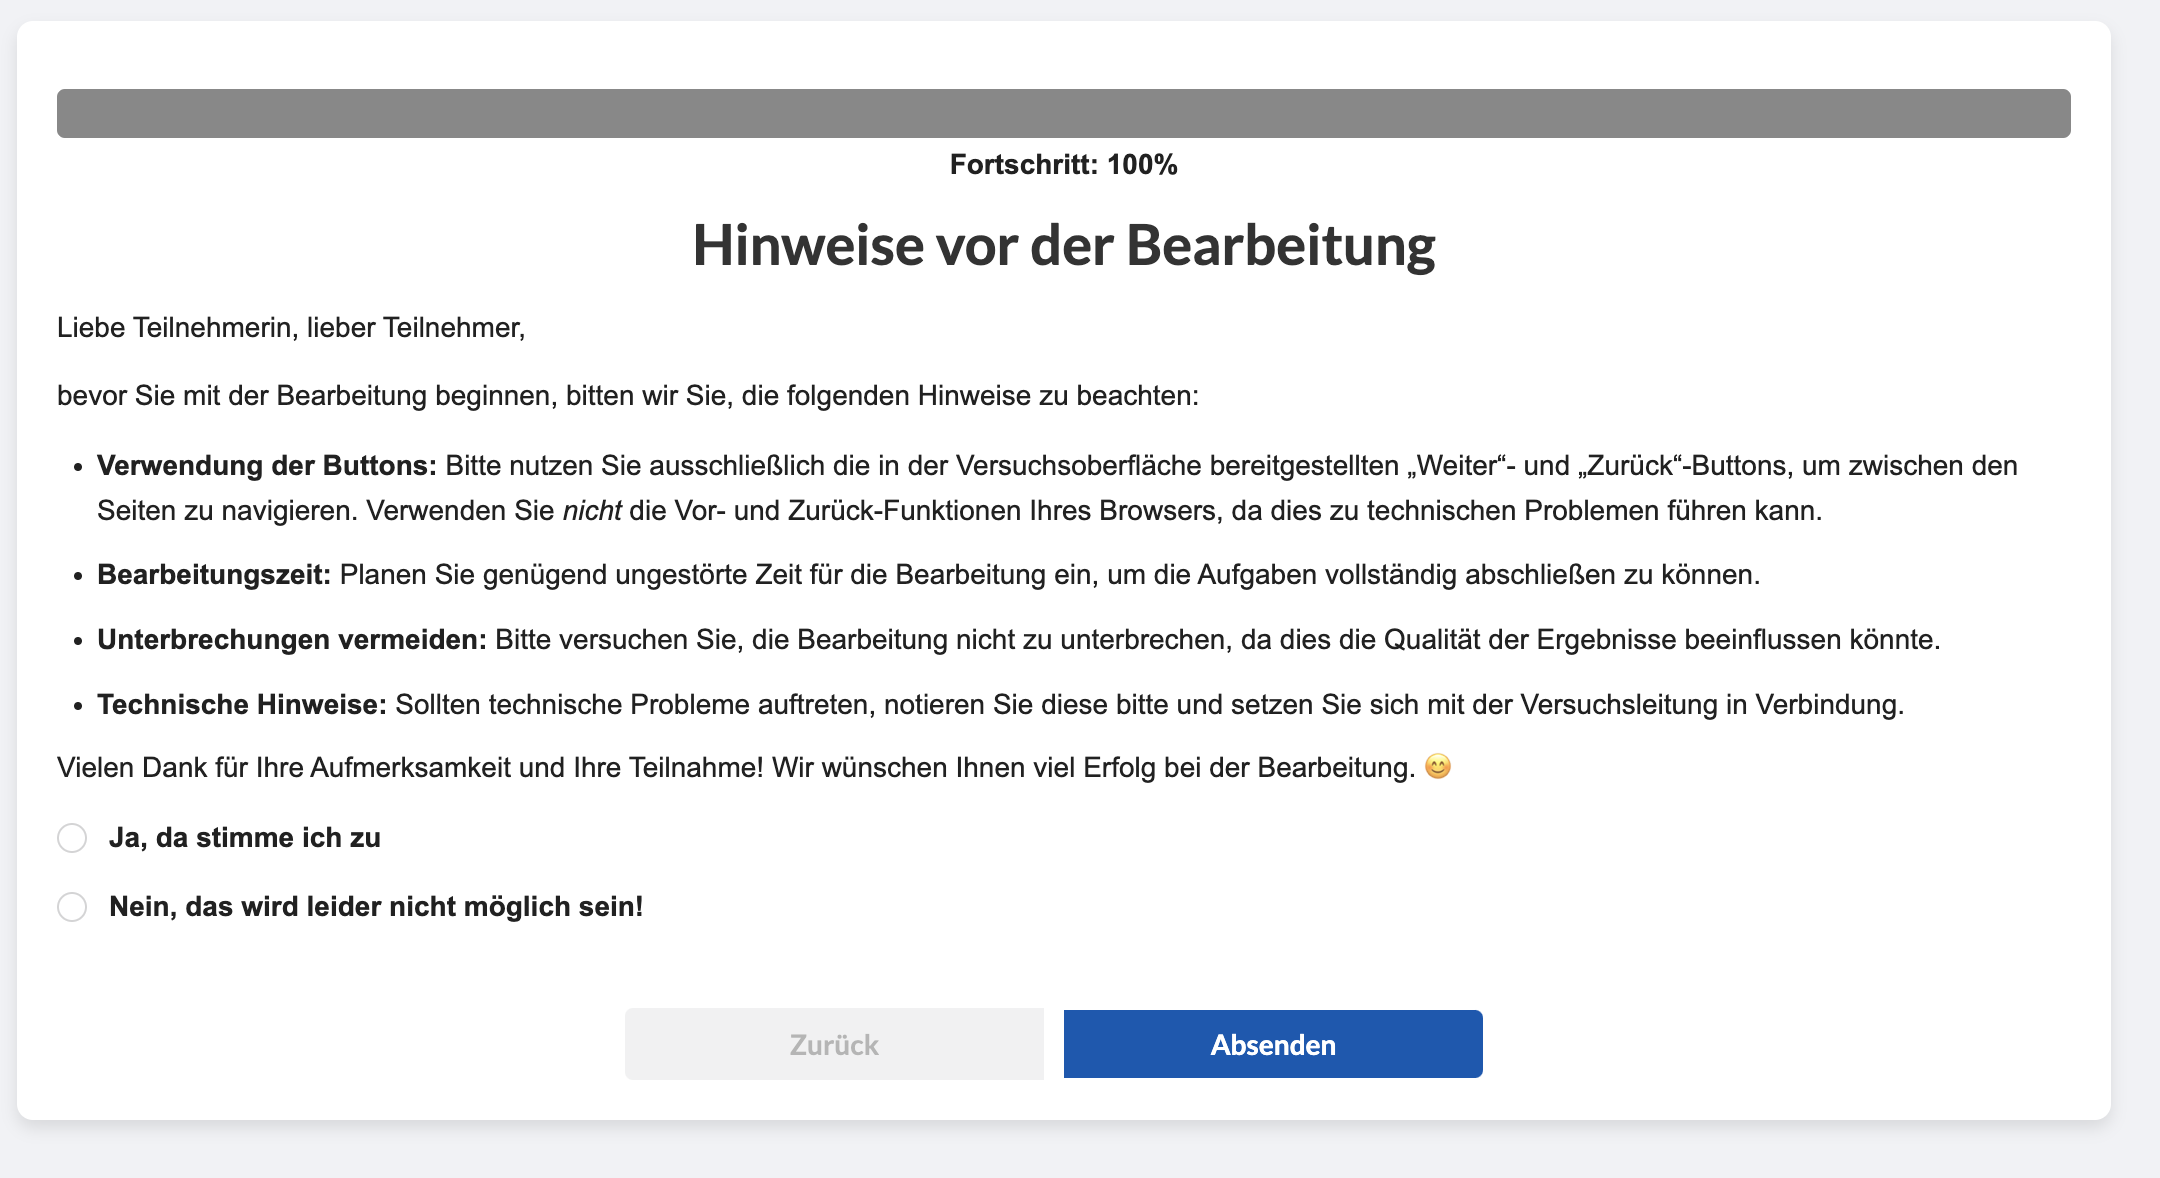 Fortschritt: 100%
Hinweise vor der Bearbeitung
Liebe Teilnehmerin, lieber Teilnehmer,
bevor Sie mit der Bearbeitung beginnen, bitten wir Sie, die folgenden Hinweise zu beachten:
• Verwendung der Buttons: Bitte nutzen Sie ausschließlich die in der Versuchsoberfläche bereitgestellten „Weiter“- und „Zurück“-Buttons, um zwischen den
Seiten zu navigieren. Verwenden Sie nicht die Vor- und Zurück-Funktionen Ihres Browsers, da dies zu technischen Problemen führen kann.
• Bearbeitungszeit: Planen Sie genügend ungestörte Zeit für die Bearbeitung ein, um die Aufgaben vollständig abschließen zu können.
• Unterbrechungen vermeiden: Bitte versuchen Sie, die Bearbeitung nicht zu unterbrechen, da dies die Qualität der Ergebnisse beeinflussen könnte.
• Technische Hinweise: Sollten technische Probleme auftreten, notieren Sie diese bitte und setzen Sie sich mit der Versuchsleitung in Verbindung.
Vielen Dank für Ihre Aufmerksamkeit und Ihre Teilnahme! Wir wünschen Ihnen viel Erfolg bei der Bearbeitung. 😊
Ja, da stimme ich zu
Nein, das wird leider nicht möglich sein!
Zurück
Absenden